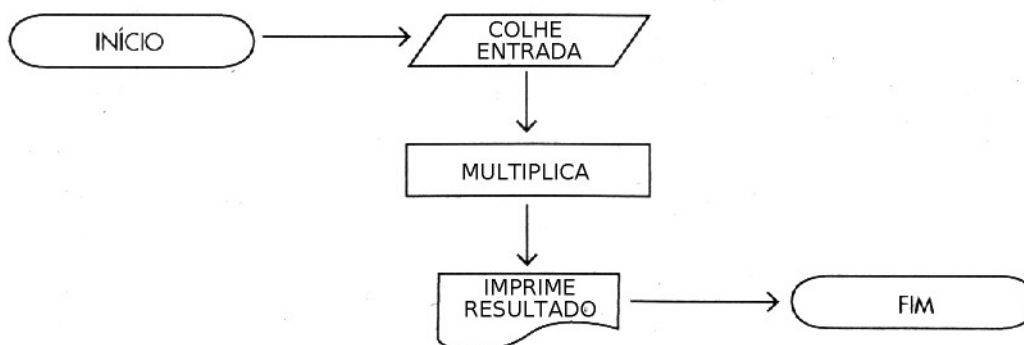 INÍCIO
COLHE
ENTRADA
MULTIPLICA
IMPRIME
RESULTADO
FIM